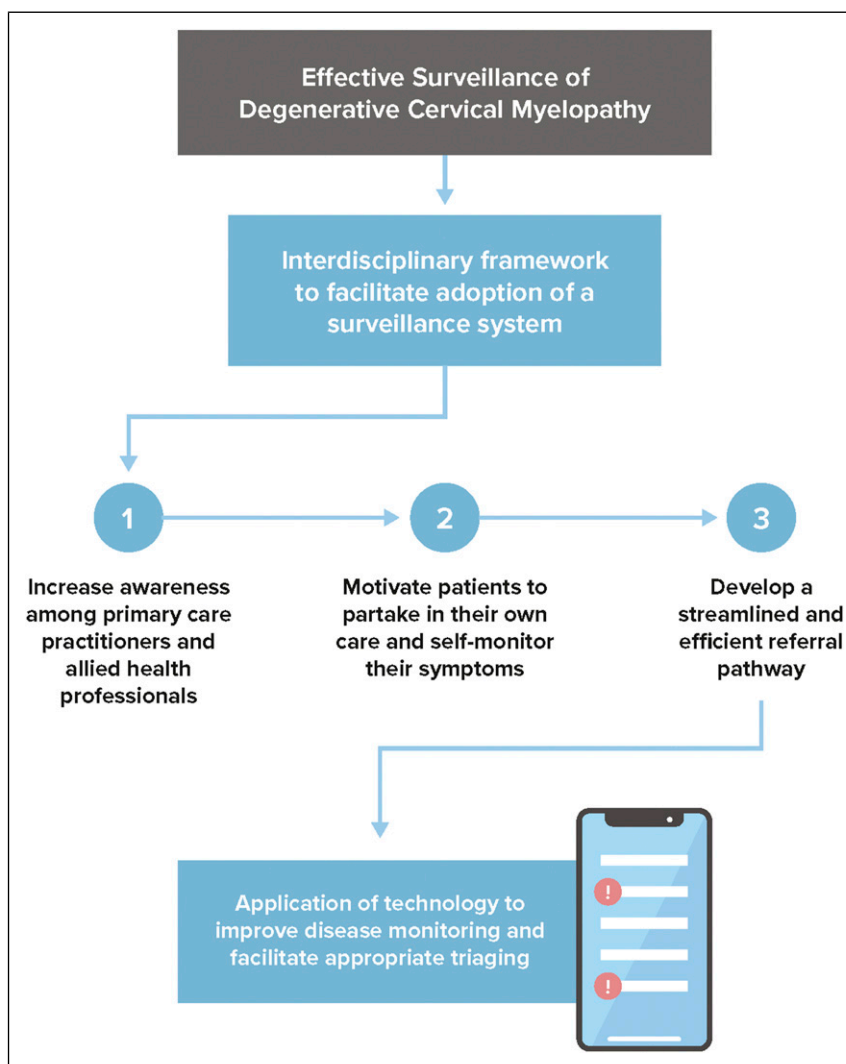 Effective Surveillance of
Degenerative Cervical Myelopathy
Interdisciplinary framework
to facilitate adoption of a
surveillance system
1
2
3
Increase awareness
among primary care
practitioners and
allied health
professionals
Motivate patients to
partake in their own
care and self-monitor
their symptoms
Develop a
streamlined and
efficient referral
pathway
Application of technology to
improve disease monitoring and
facilitate appropriate triaging
!
!